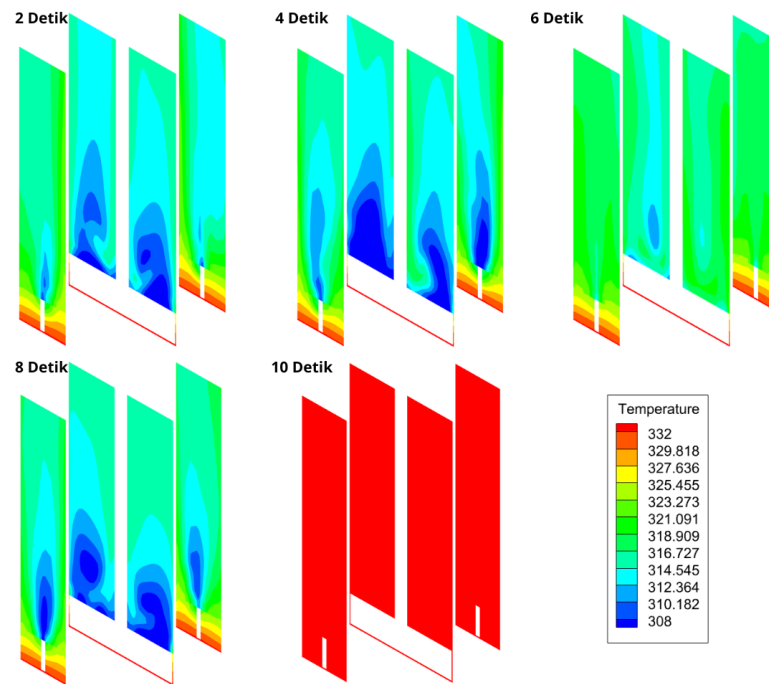 2 Detik
4 Detik
6 Detik
8 Detik
10 Detik
Temperature
332
329.818
327.636
325.455
323.273
321.091
318.909
316.727
314.545
312.364
310.182
308